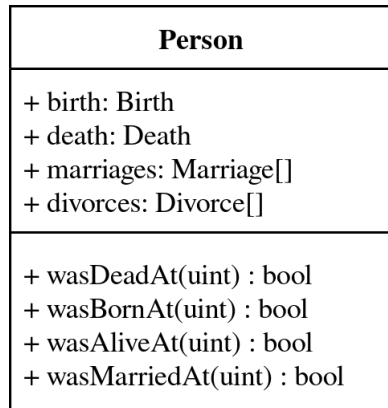 Person
+ birth: Birth
+ death: Death
+ marriages: Marriage[]
+ divorces: Divorce[]
+ wasDeadAt(uint) : bool
+ wasBornAt(uint) : bool
+ wasAliveAt(uint) : bool
+ wasMarriedAt(uint) : bool